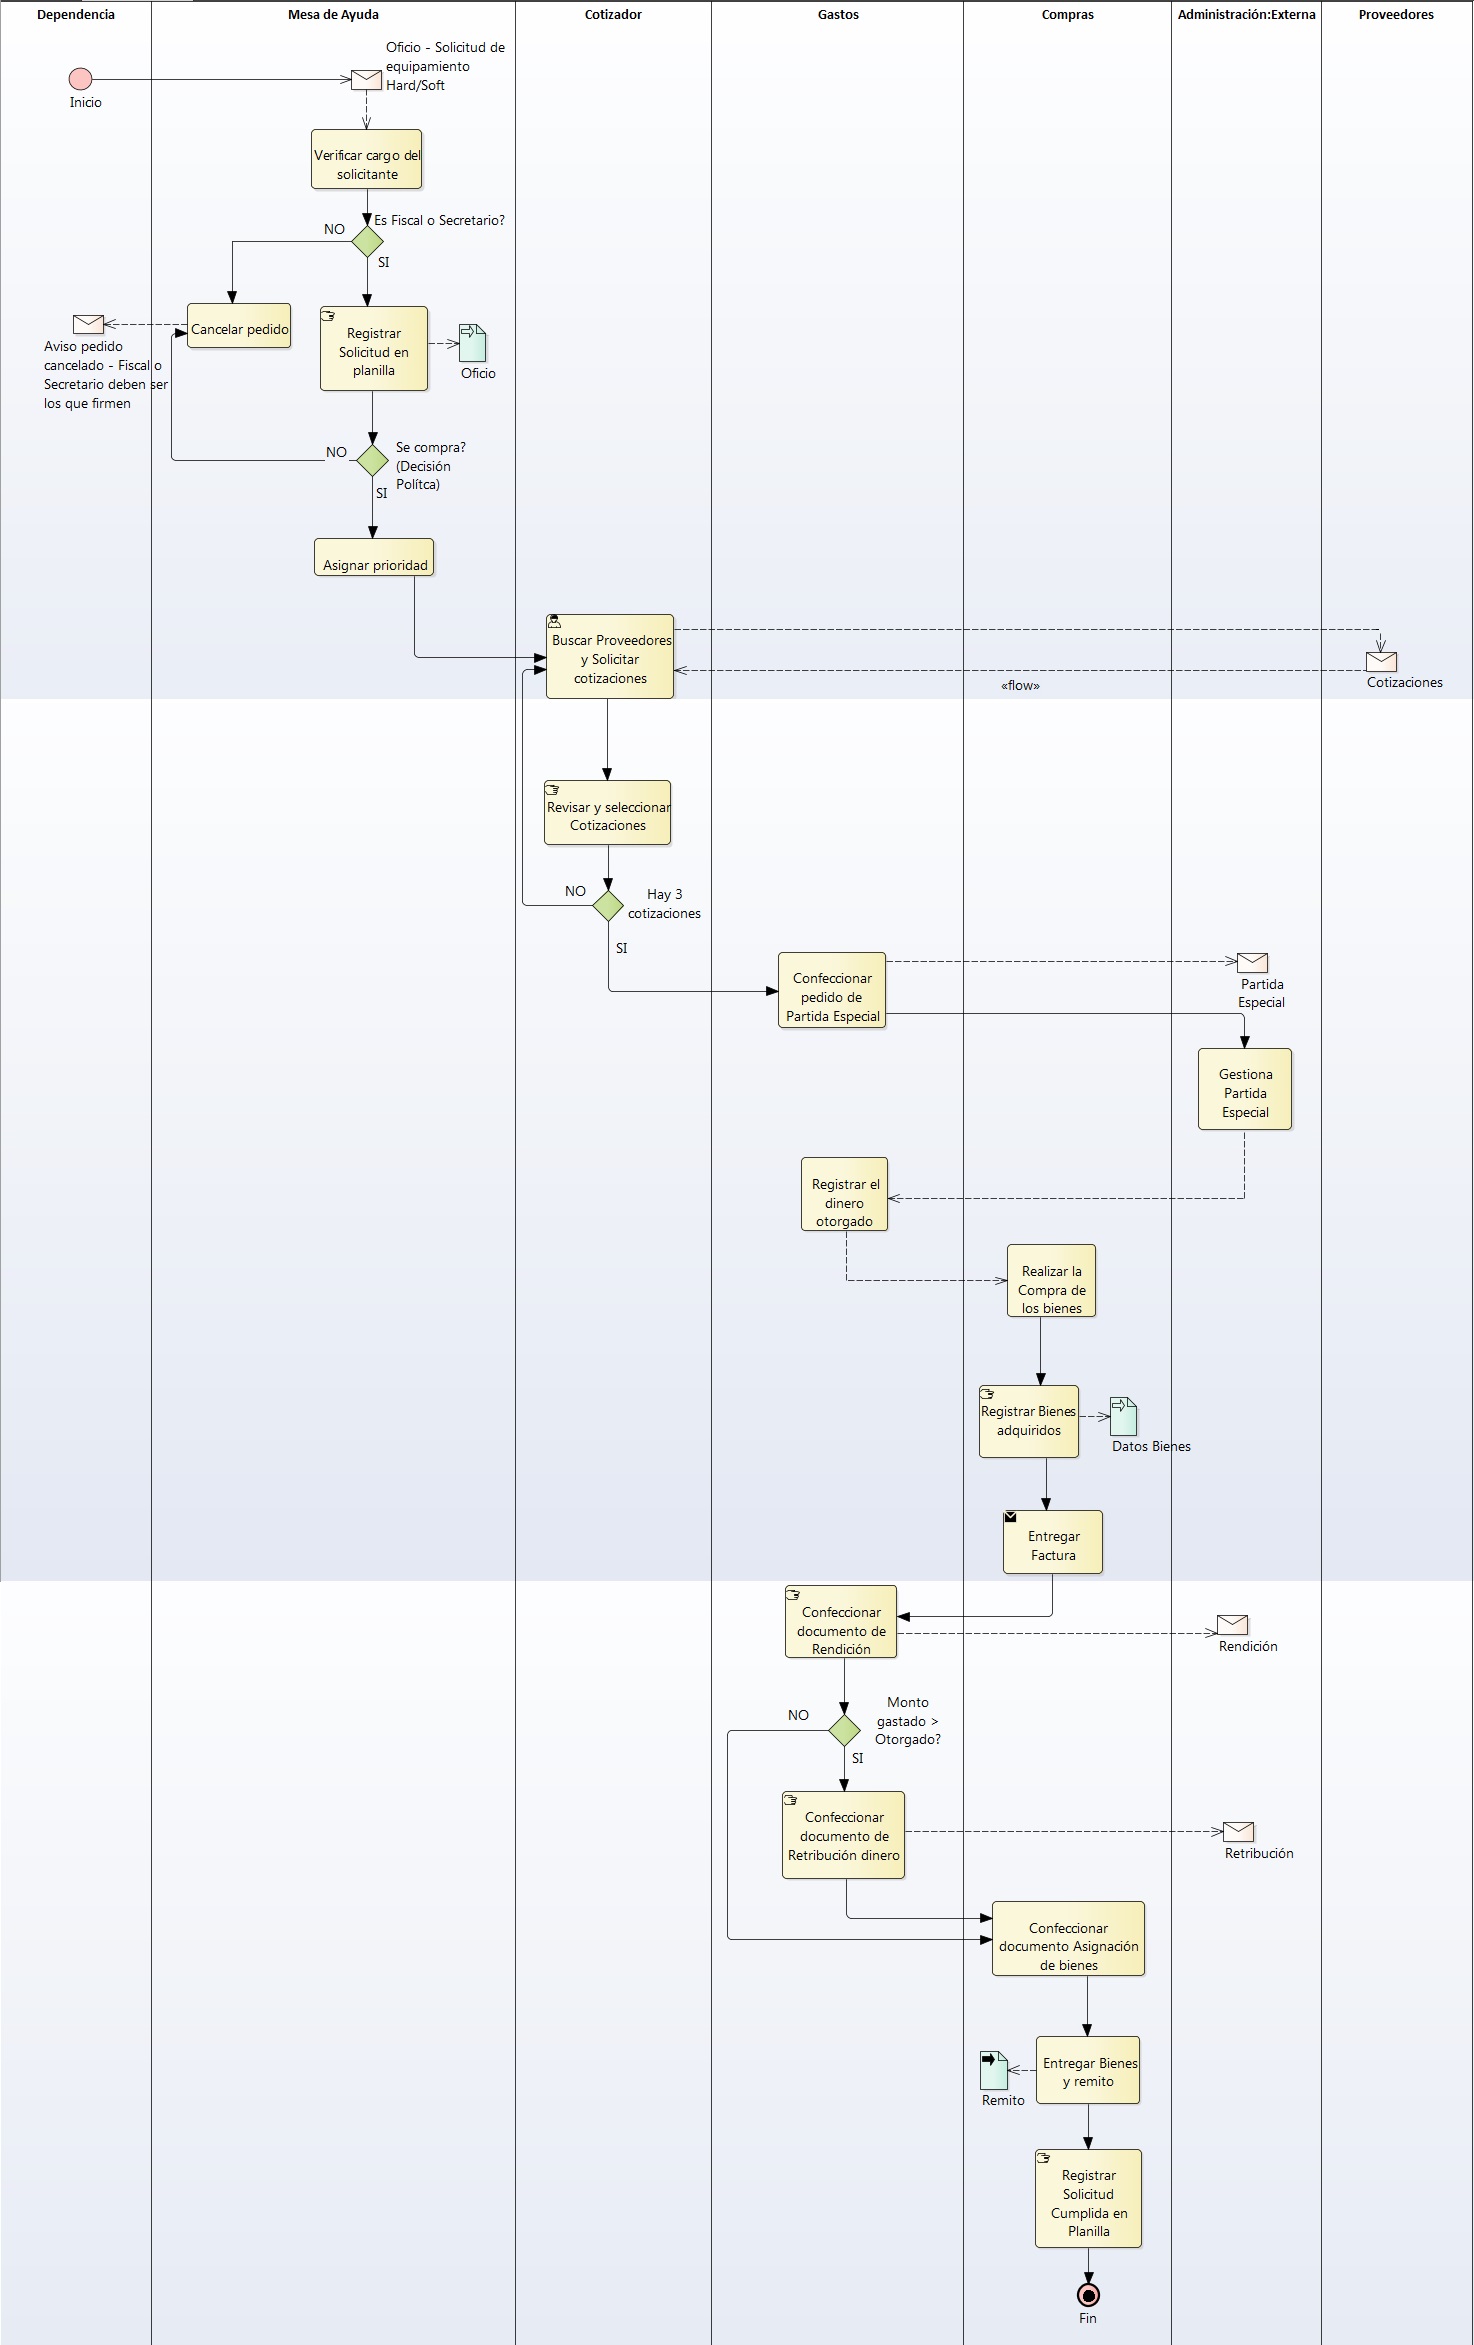 Dependencia
Mesa de Ayuda
Cotizador
Gastos
Compras
Administración:Externa
Proveedores
Inicio
Oficio - Solicitud de
equipamiento
Hard/Soft
Verificar cargo del
solicitante
Es Fiscal o Secretario?
NO
SI
Cancelar pedido
Aviso pedido
cancelado - Fiscal o
Secretario deben ser
los que firmen
Registrar
Solicitud en
planilla
Oficio
Se compra?
(Decisión
Polítca)
NO
SI
Asignar prioridad
Buscar Proveedores
y Solicitar
cotizaciones
Cotizaciones
«flow»
Revisar y seleccionar
Cotizaciones
NO
Hay 3
cotizaciones
SI
Confeccionar
pedido de
Partida Especial
Partida
Especial
Gestiona
Partida
Especial
Registrar el
dinero
otorgado
Realizar la
Compra de
los bienes
Registrar Bienes
adquiridos
Datos Bienes
Entregar
Factura
Confeccionar
documento de
Rendición
Rendición
NO
Monto
gastado >
Otorgado?
SI
Confeccionar
documento de
Retribución dinero
Retribución
Confeccionar
documento Asignación
de bienes
Entregar Bienes
y remito
Remito
Registrar
Solicitud
Cumplida en
Planilla
Fin